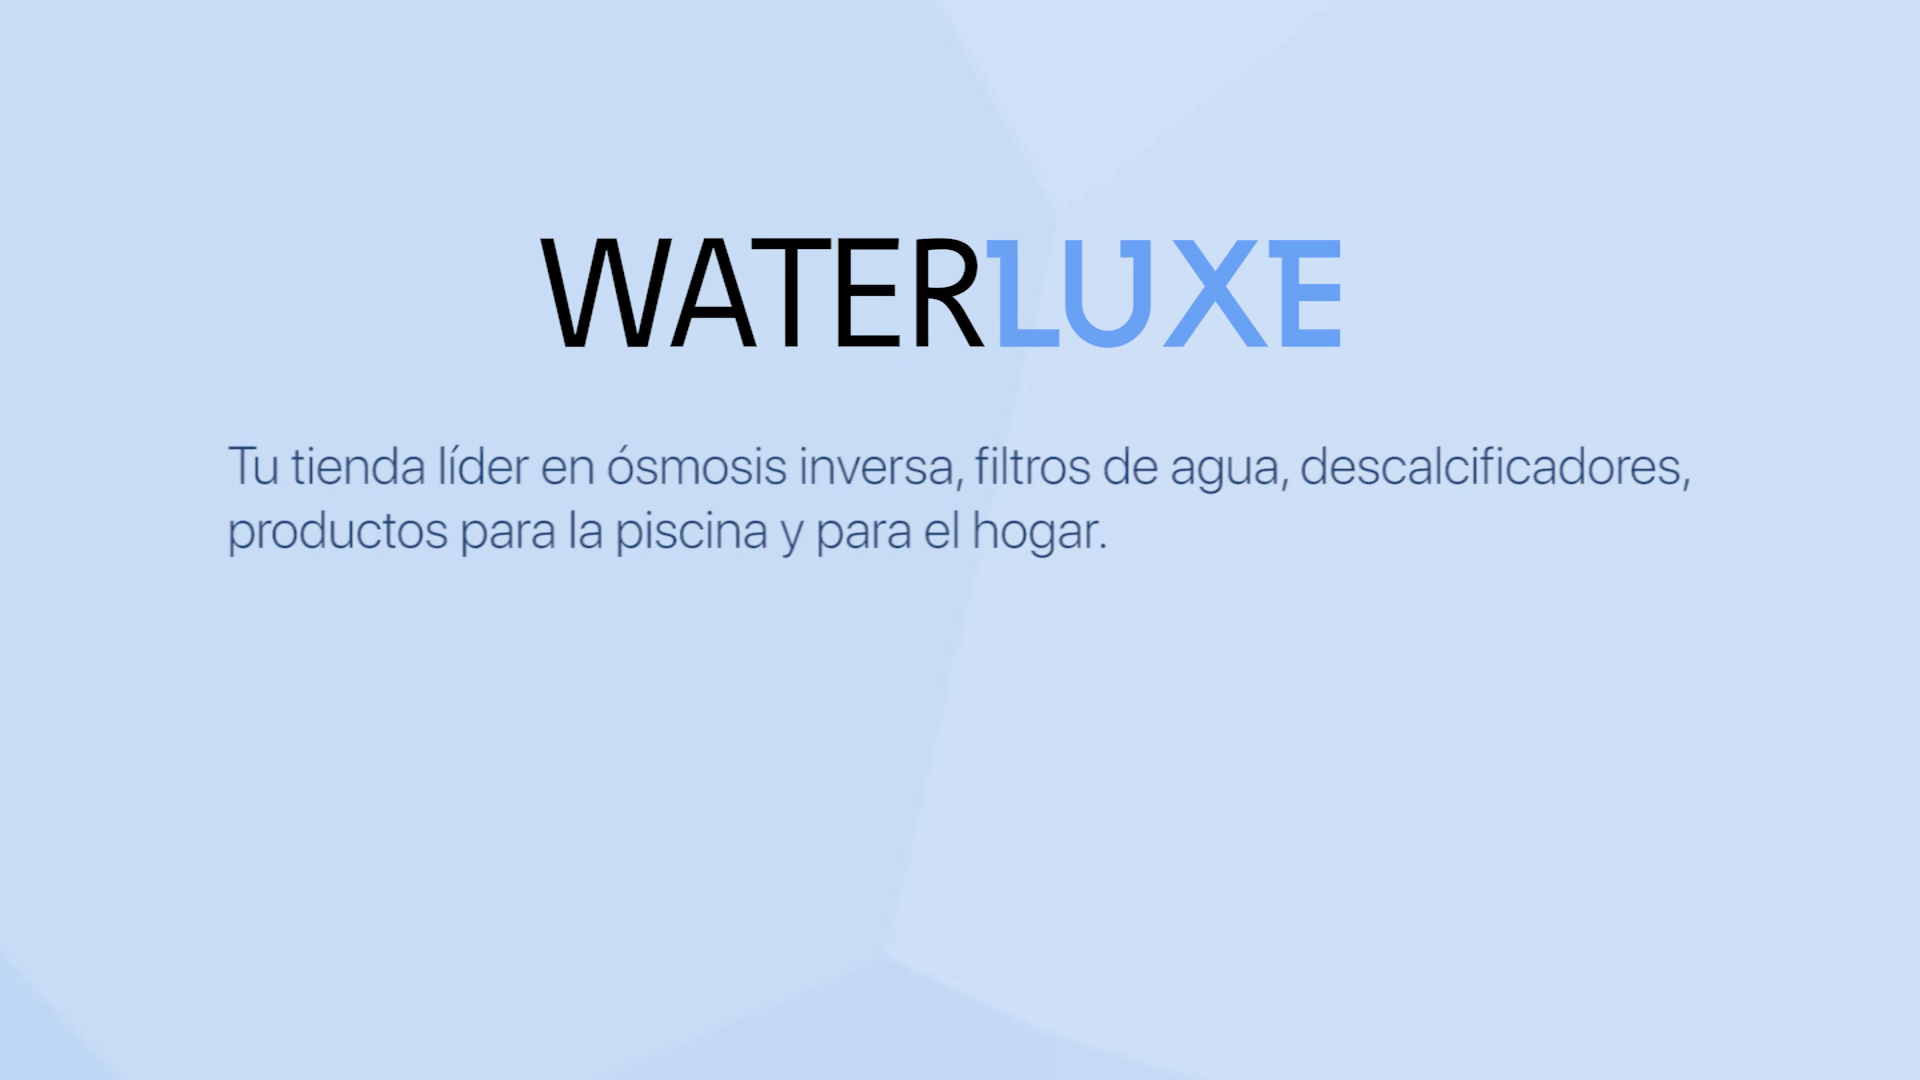 WATERLUXE
Tu tienda líder en ósmosis inversa, filtros de agua, descalcificadores,
productos para la piscina y para el hogar.